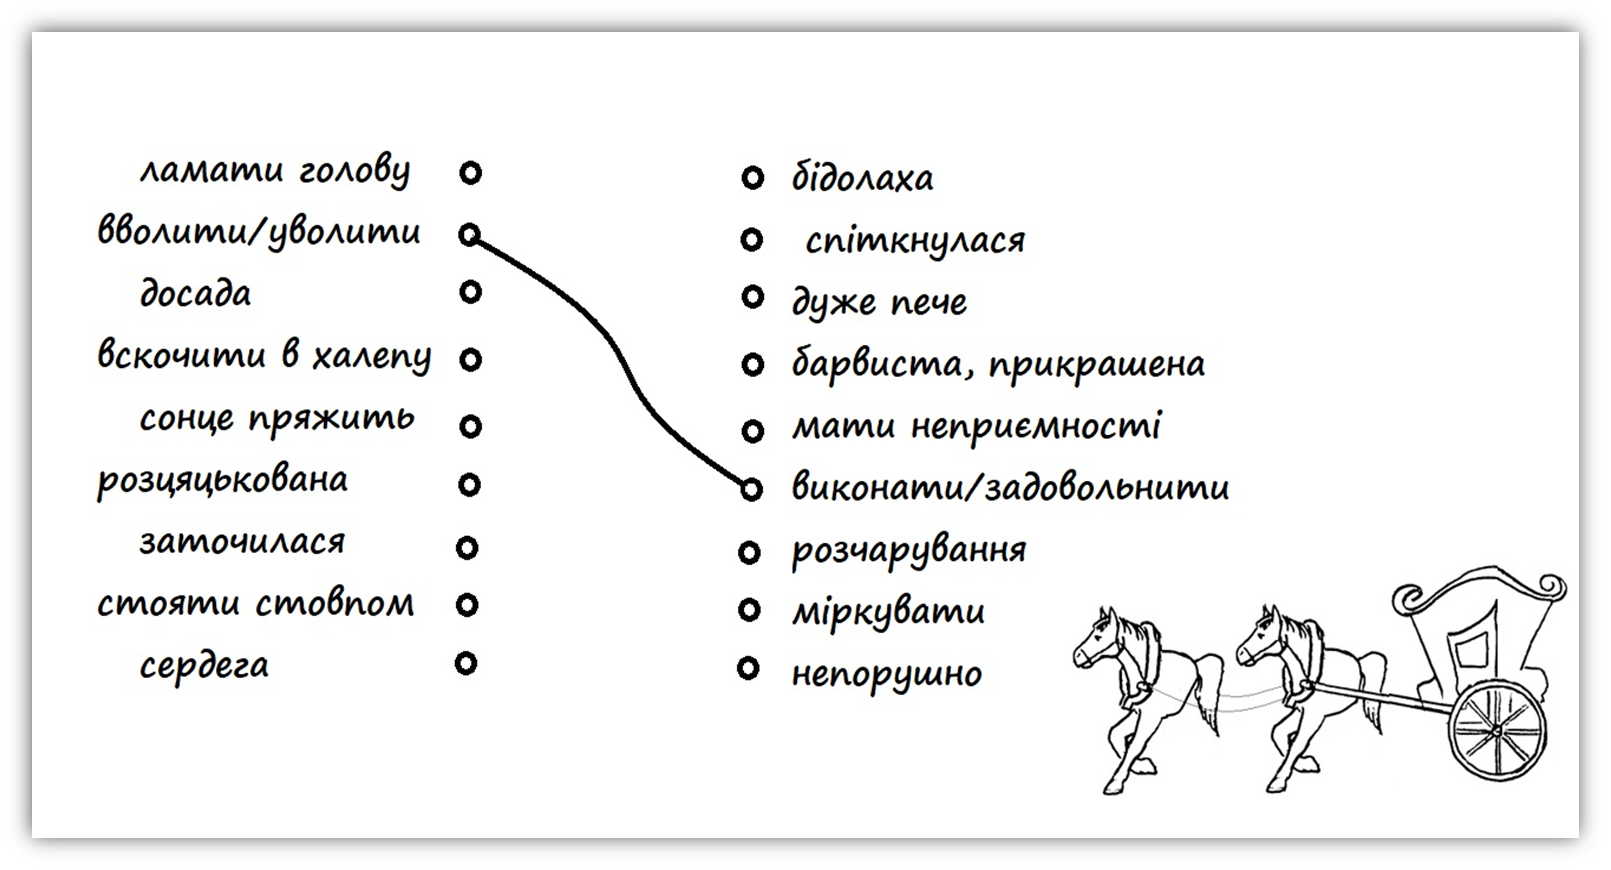 ламати голову
вволити/уволити
досада
вскочити в халепу
сонце пряжить
розцяцькована
заточилася
стояти стовпом
сердега
бідолаха
спіткнулася
дуже пече
барвиста, прикрашена
мати неприємності
виконати/задовольнити
розчарування
міркувати
непорушно